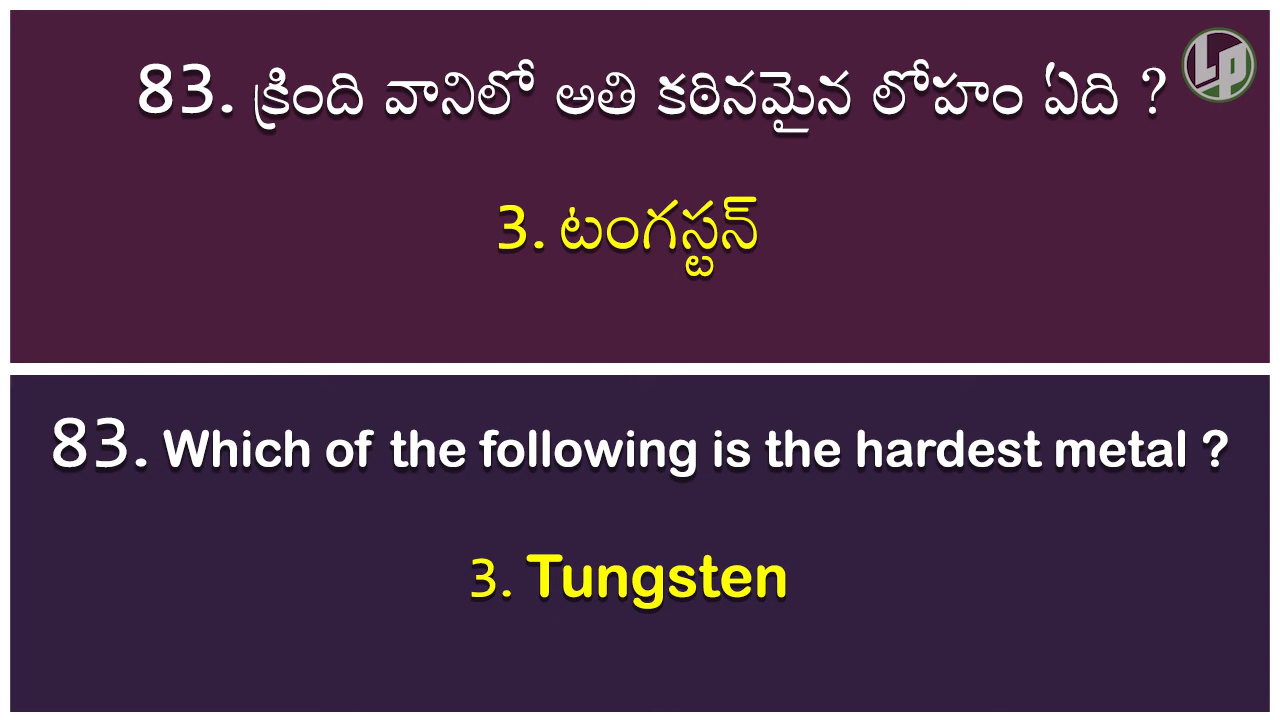 83. క్రింది వానిలో అతి కఠినమైన లోహం ఏది ?
LP
3. టంగస్టన్
83. Which of the following is the hardest metal ?
3. Tungsten